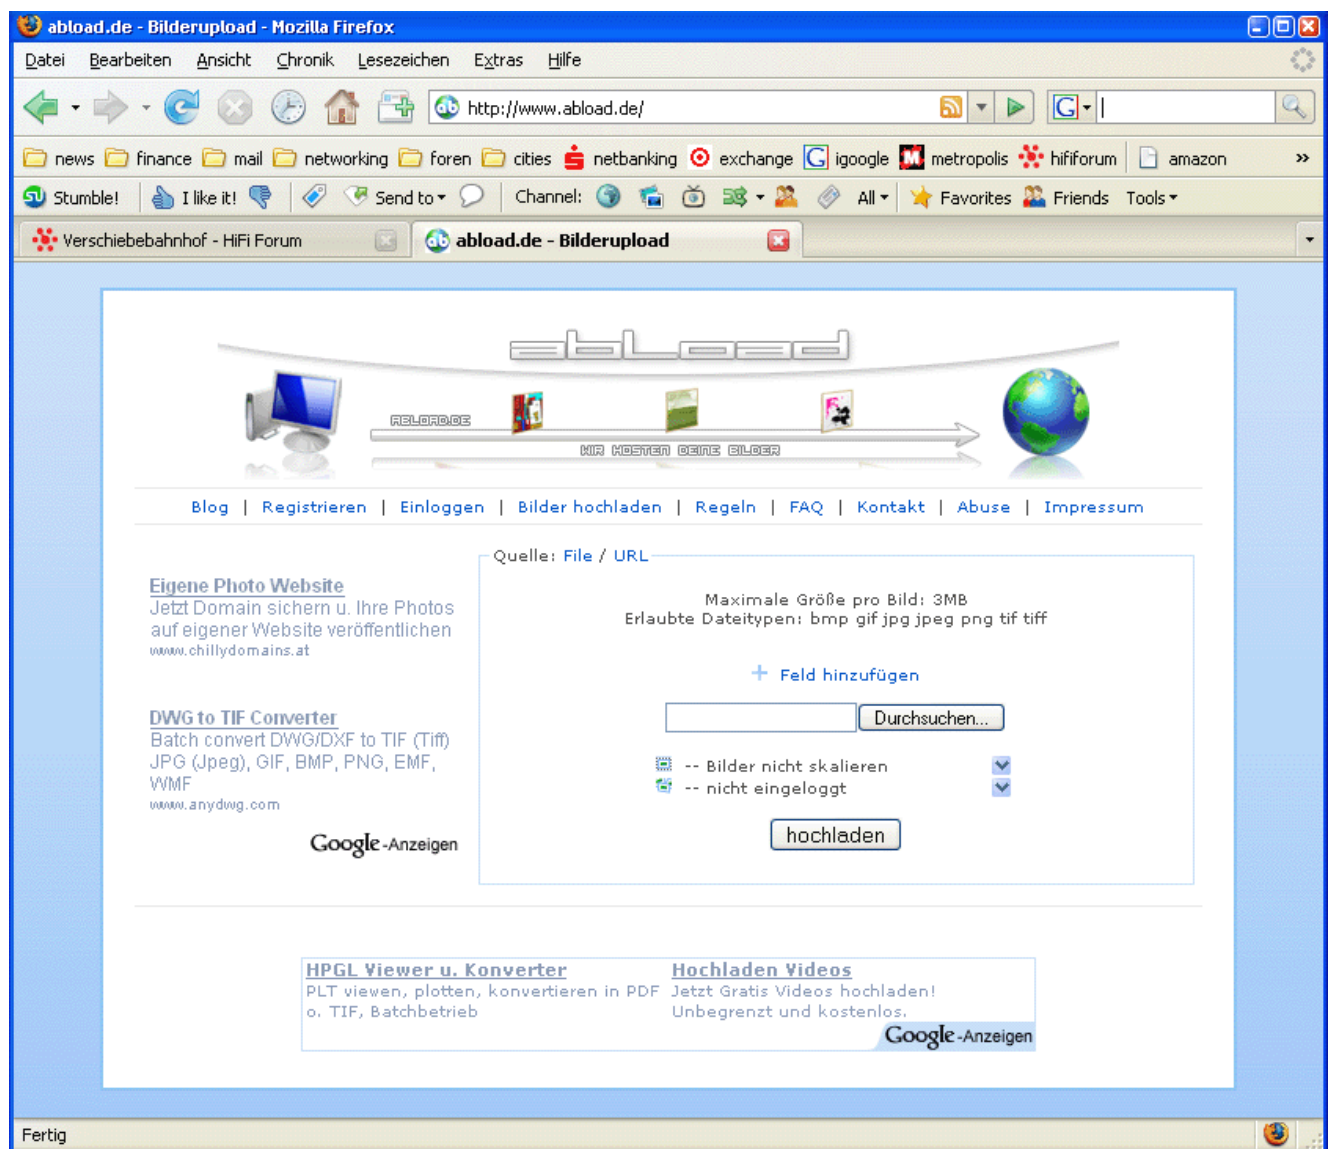 abload.de - Bilderupload - Mozilla Firefox
Datei Bearbeiten Ansicht Chronik Lesezeichen Extras Hilfe
http://www.abload.de/
news finance mail networking foren cities netbanking exchange igoogle metropolis hififorum amazon »
Stumble! I like it! Send to Channel: All Favorites Friends Tools
Verschiebebahnhof - HiFi Forum
abload.de - Bilderupload
abload
ABLOAD.DE
WIR HOSTEN DEINE BILDER
Blog | Registrieren | Einloggen | Bilder hochladen | Regeln | FAQ | Kontakt | Abuse | Impressum
Eigene Photo Website
Jetzt Domain sichern u. Ihre Photos
auf eigener Website veröffentlichen
www.chillydomains.at
DWG to TIF Converter
Batch convert DWG/DXF to TIF (Tiff)
JPG (Jpeg), GIF, BMP, PNG, EMF,
WMF
www.anydwg.com
Google-Anzeigen
Quelle: File / URL
Maximale Größe pro Bild: 3MB
Erlaubte Dateitypen: bmp gif jpg jpeg png tif tiff
+ Feld hinzufügen
Durchsuchen...
-- Bilder nicht skalieren
-- nicht eingeloggt
hochladen
HPGL Viewer u. Konverter
PLT viewen, plotten, konvertieren in PDF
o. TIF, Batchbetrieb
Hochladen Videos
Jetzt Gratis Videos hochladen!
Unbegrenzt und kostenlos.
Google-Anzeigen
Fertig